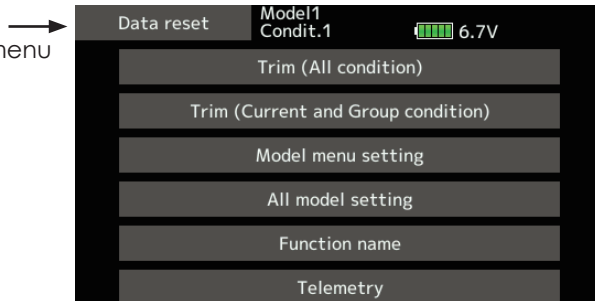 Data reset
Model1
Condit.1
6.7V
Trim (All condition)
Trim (Current and Group condition)
Model menu setting
All model setting
Function name
Telemetry